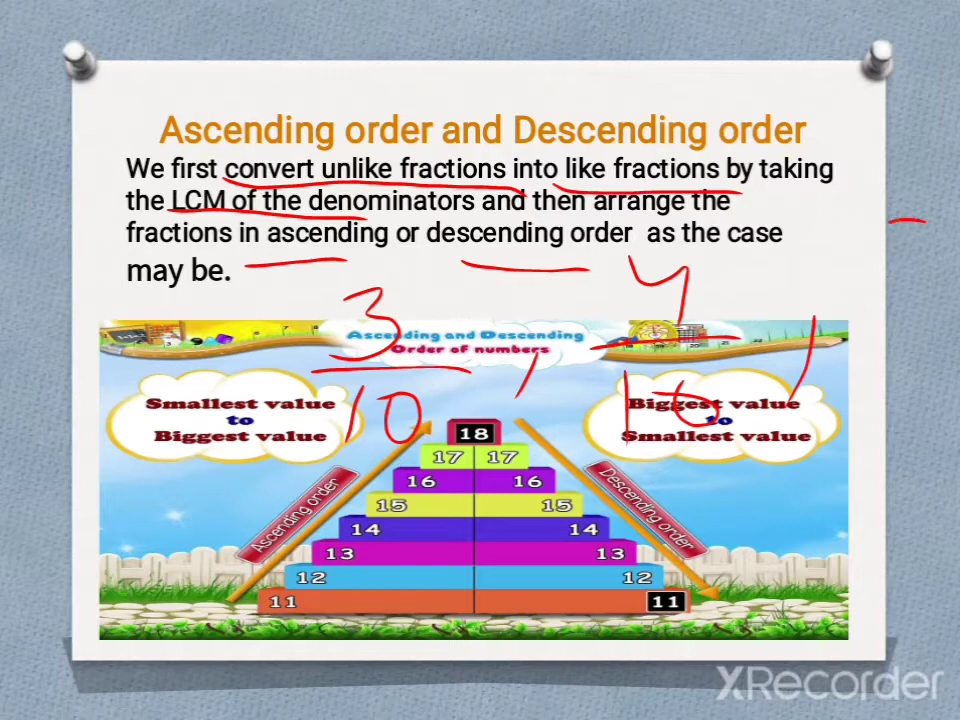 Ascending order and Descending order
We first convert unlike fractions into like fractions by taking
the LCM of the denominators and then arrange the
fractions in ascending or descending order as the case
may be.
3
10
,
4
Ascending and Descending
Order of numbers
Smallest value
to
Biggest value
Biggest value
to
Smallest value
Ascending order
Descending order
18
17 17
16 16
15 15
14 14
13 13
12 12
11 11
XRecorder